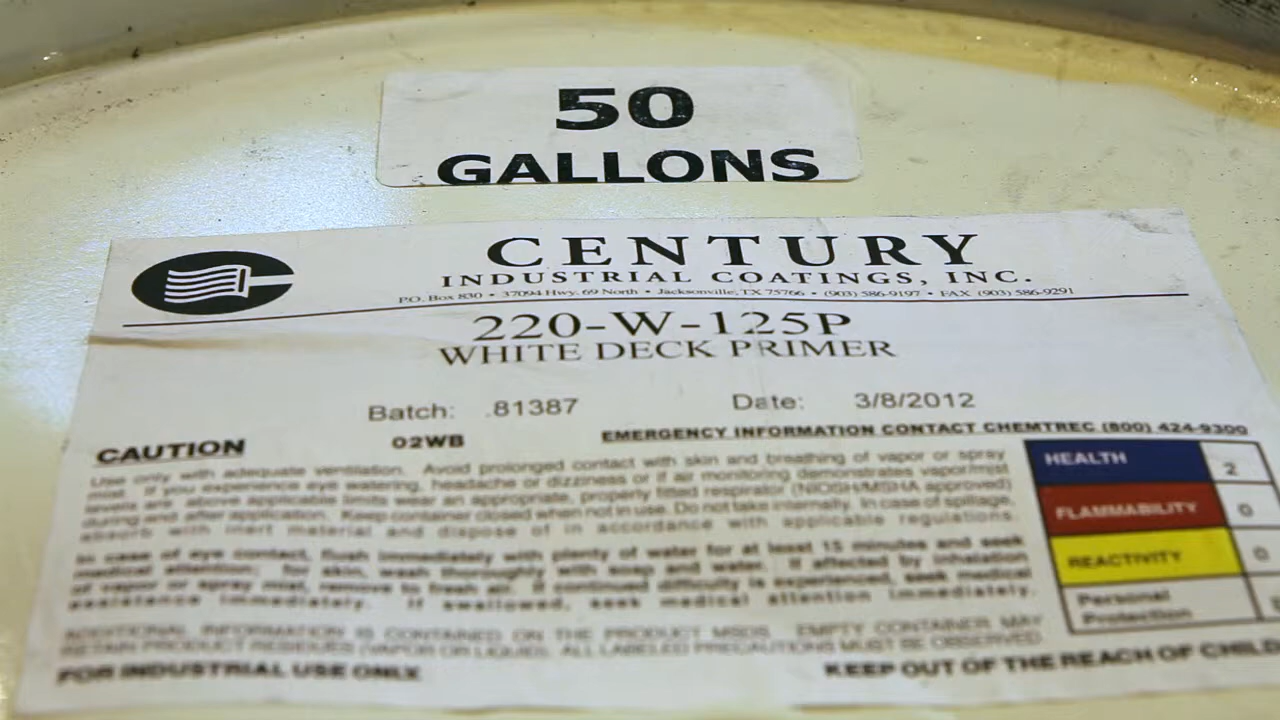 50
GALLONS
CENTURY
INDUSTRIAL COATINGS, INC.
P.O. Box 830 • 37094 Hwy. 69 North • Jacksonville, TX 75766 • (903) 586-9197 • FAX (903) 586-9291
220-W-125P
WHITE DECK PRIMER
Batch: 81387 Date: 3/8/2012
02WB
EMERGENCY INFORMATION CONTACT CHEMTREC (800) 424-9300
CAUTION
Use only with adequate ventilation. Avoid prolonged contact with skin and breathing of vapor or spray
mist. If you experience eye watering, headache or dizziness or if air monitoring demonstrates vapor/mist
levels are above applicable limits wear an appropriate, properly fitted respirator (NIOSH/MSHA approved)
during and after application. Keep container closed when not in use. Do not take internally. In case of spillage,
absorb with inert material and dispose of in accordance with applicable regulations.
In case of eye contact, flush immediately with plenty of water for at least 15 minutes and seek
medical attention; for skin, wash thoroughly with soap and water. If affected by inhalation
of vapor or spray mist, remove to fresh air. If continued difficulty is experienced, seek medical
assistance immediately. If swallowed, seek medical attention immediately.
ADDITIONAL INFORMATION IS CONTAINED ON THE PRODUCT MSDS. EMPTY CONTAINER MAY
RETAIN PRODUCT RESIDUES (VAPOR OR LIQUID). ALL LABELED PRECAUTIONS MUST BE OBSERVED
FOR INDUSTRIAL USE ONLY
KEEP OUT OF THE REACH OF CHILD
HEALTH 2
FLAMMABILITY 0
REACTIVITY 0
Personal
Protection